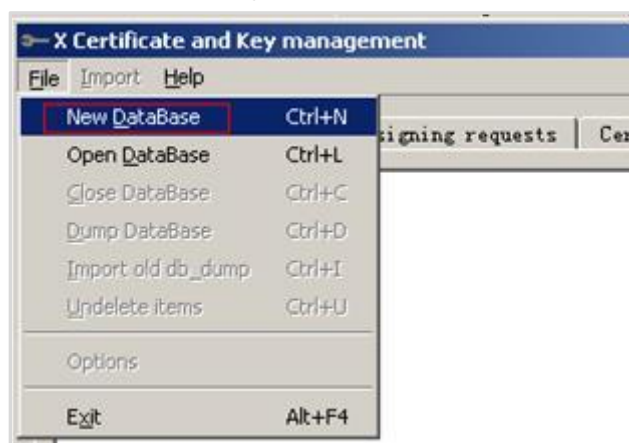 X Certificate and Key management
File Import Help
New DataBase Ctrl+N
Open DataBase Ctrl+L
Close DataBase Ctrl+C
Dump DataBase Ctrl+D
Import old db_dump Ctrl+I
Undelete items Ctrl+U
Options
Exit Alt+F4
signing requests